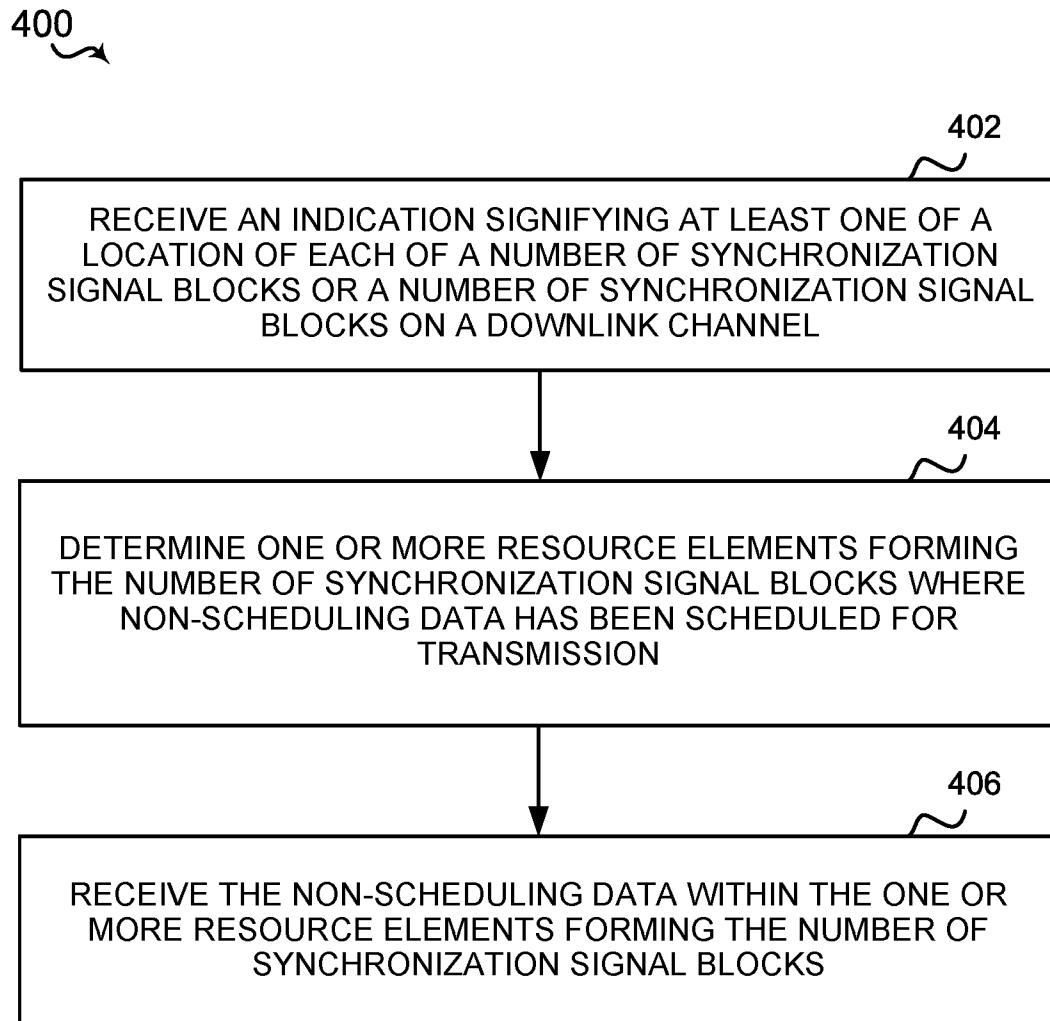 400
402
RECEIVE AN INDICATION SIGNIFYING AT LEAST ONE OF A
LOCATION OF EACH OF A NUMBER OF SYNCHRONIZATION
SIGNAL BLOCKS OR A NUMBER OF SYNCHRONIZATION SIGNAL
BLOCKS ON A DOWNLINK CHANNEL
404
DETERMINE ONE OR MORE RESOURCE ELEMENTS FORMING
THE NUMBER OF SYNCHRONIZATION SIGNAL BLOCKS WHERE
NON-SCHEDULING DATA HAS BEEN SCHEDULED FOR
TRANSMISSION
406
RECEIVE THE NON-SCHEDULING DATA WITHIN THE ONE OR
MORE RESOURCE ELEMENTS FORMING THE NUMBER OF
SYNCHRONIZATION SIGNAL BLOCKS